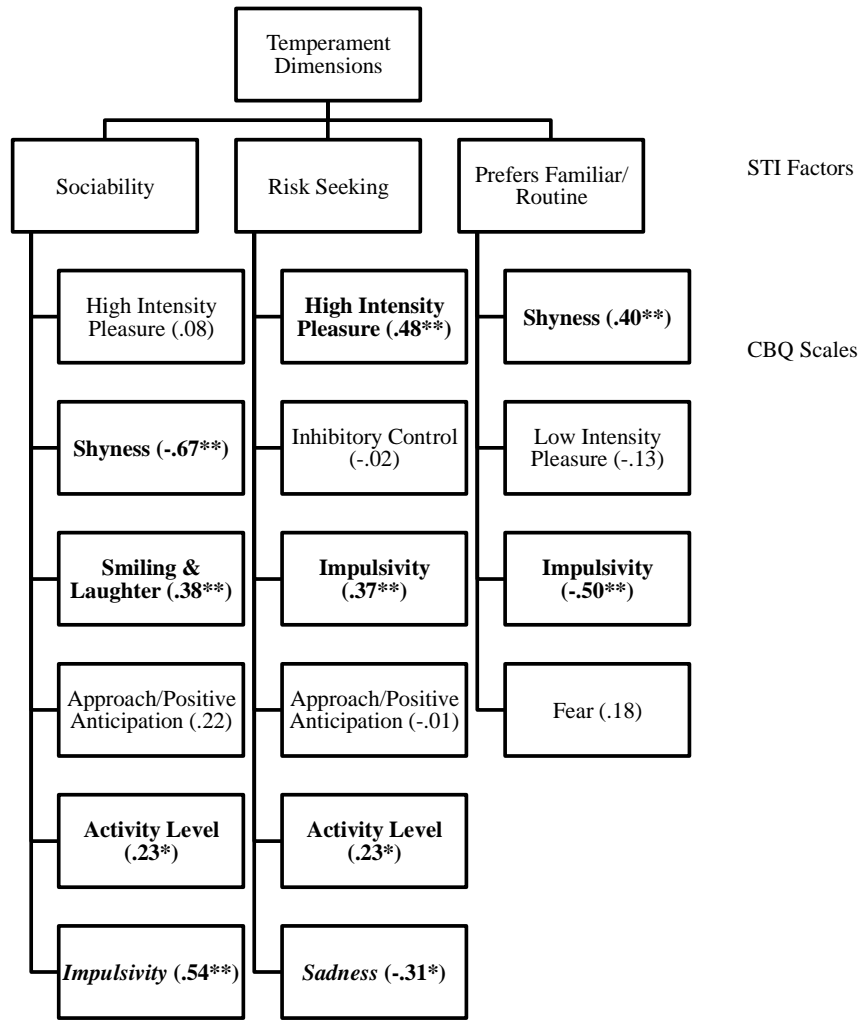 Temperament
Dimensions
Sociability
Risk Seeking
Prefers Familiar/
Routine
STI Factors
High Intensity
Pleasure (.08)
High Intensity
Pleasure (.48**)
Shyness (.40**)
CBQ Scales
Shyness (-.67**)
Inhibitory Control
(-.02)
Low Intensity
Pleasure (-.13)
Smiling &
Laughter (.38**)
Impulsivity
(.37**)
Impulsivity
(-.50**)
Approach/Positive
Anticipation (.22)
Approach/Positive
Anticipation (-.01)
Fear (.18)
Activity Level
(.23*)
Activity Level
(.23*)
Impulsivity (.54**)
Sadness (-.31*)